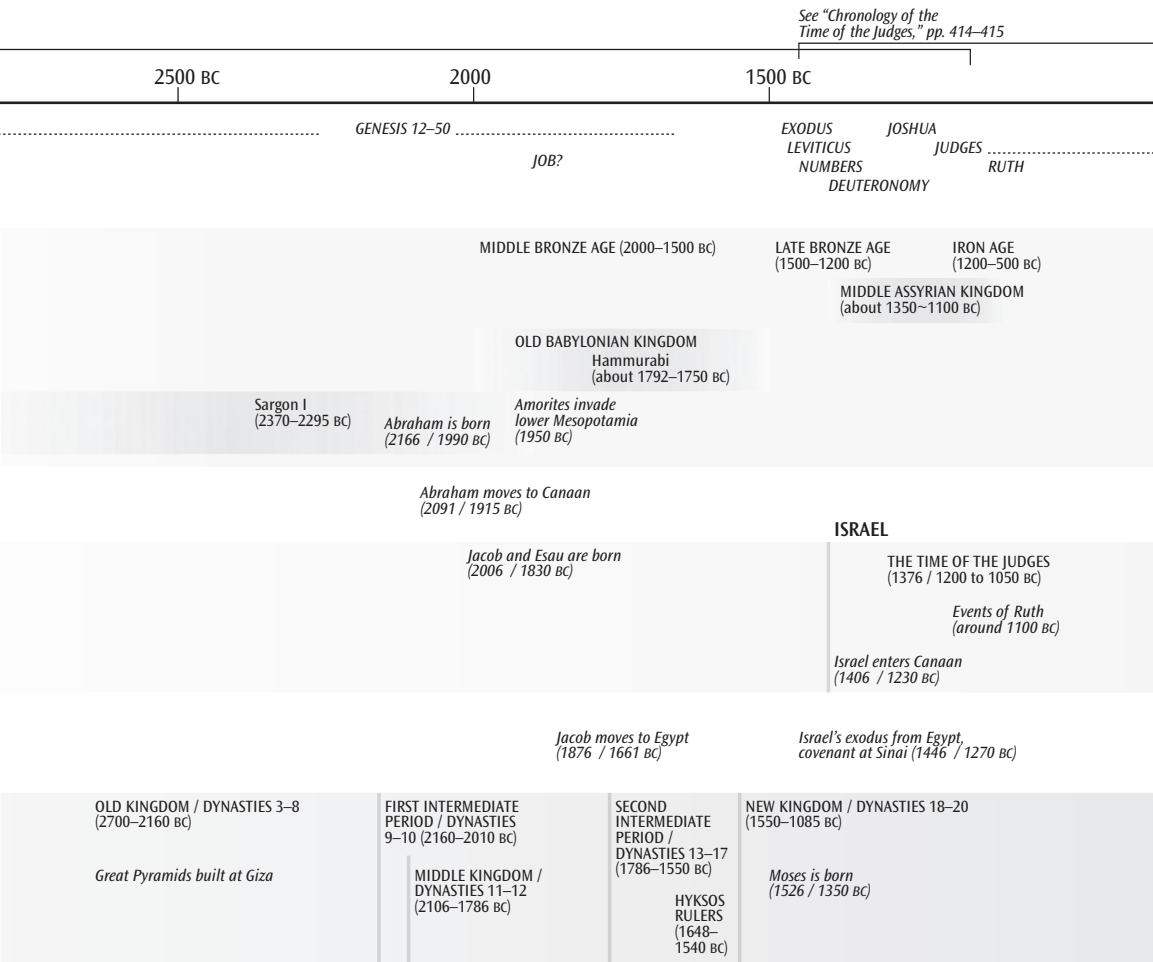 See “Chronology of the
Time of the Judges,” pp. 414–415
2500 BC
2000
1500 BC
GENESIS 12–50
JOB?
EXODUS
JOSHUA
LEVITICUS
JUDGES
NUMBERS
RUTH
DEUTERONOMY
MIDDLE BRONZE AGE (2000–1500 BC)
LATE BRONZE AGE
(1500–1200 BC)
IRON AGE
(1200–500 BC)
MIDDLE ASSYRIAN KINGDOM
(about 1350~1100 BC)
OLD BABYLONIAN KINGDOM
Hammurabi
(about 1792–1750 BC)
Sargon I
(2370–2295 BC)
Abraham is born
(2166 / 1990 BC)
Amorites invade
lower Mesopotamia
(1950 BC)
Abraham moves to Canaan
(2091 / 1915 BC)
ISRAEL
Jacob and Esau are born
(2006 / 1830 BC)
THE TIME OF THE JUDGES
(1376 / 1200 to 1050 BC)
Events of Ruth
(around 1100 BC)
Israel enters Canaan
(1406 / 1230 BC)
Jacob moves to Egypt
(1876 / 1661 BC)
Israel’s exodus from Egypt,
covenant at Sinai (1446 / 1270 BC)
OLD KINGDOM / DYNASTIES 3–8
(2700–2160 BC)
Great Pyramids built at Giza
FIRST INTERMEDIATE
PERIOD / DYNASTIES
9–10 (2160–2010 BC)
MIDDLE KINGDOM /
DYNASTIES 11–12
(2106–1786 BC)
SECOND
INTERMEDIATE
PERIOD /
DYNASTIES 13–17
(1786–1550 BC)
HYKSOS
RULERS
(1648–
1540 BC)
NEW KINGDOM / DYNASTIES 18–20
(1550–1085 BC)
Moses is born
(1526 / 1350 BC)